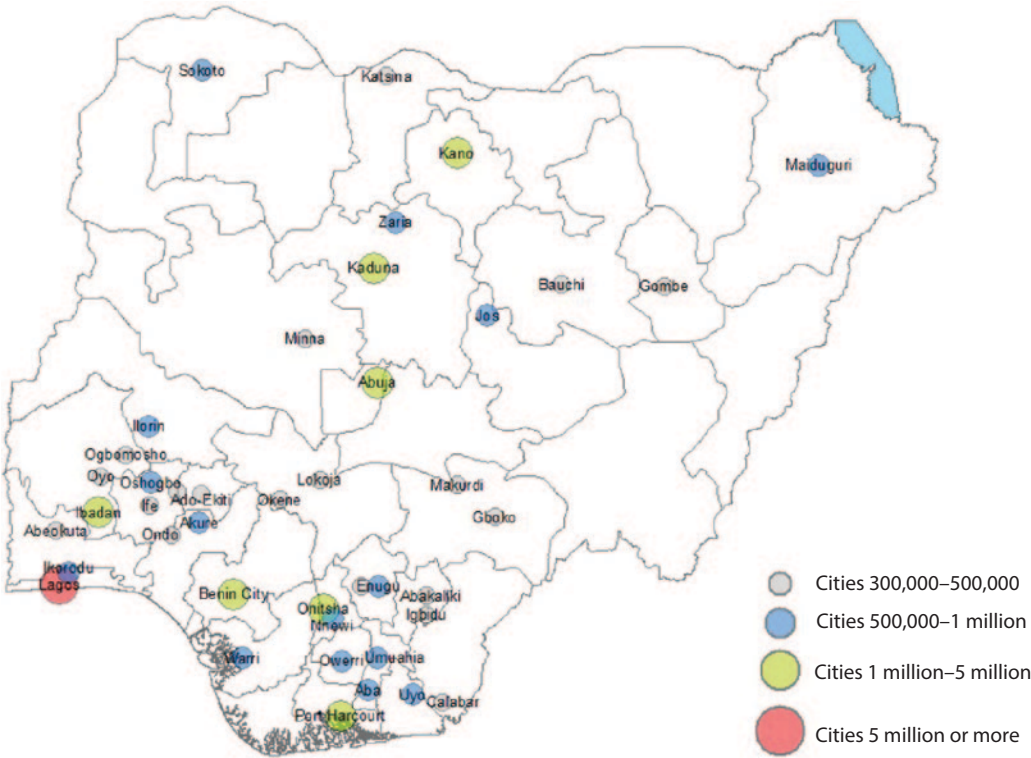 Sokoto
Katsina
Kano
Maiduguri
Zaria
Kaduna
Bauchi
Gombe
Jos
Minna
Abuja
Ilorin
Ogbomosho
Oyo
Oshogbo
Lokoja
Makurdi
Ado-Ekiti
Okene
Ife
Ibadan
Gboko
Akure
Abeokuta
Ondo
Ikorodu
Lagos
Cities 300,000–500,000
Enugu
Benin City
Abakaliki
Onitsha
Igbidu
Nnewi
Cities 500,000–1 million
Warri
Owerri
Umuahia
Cities 1 million–5 million
Aba
Uyo
Calabar
Port Harcourt
Cities 5 million or more